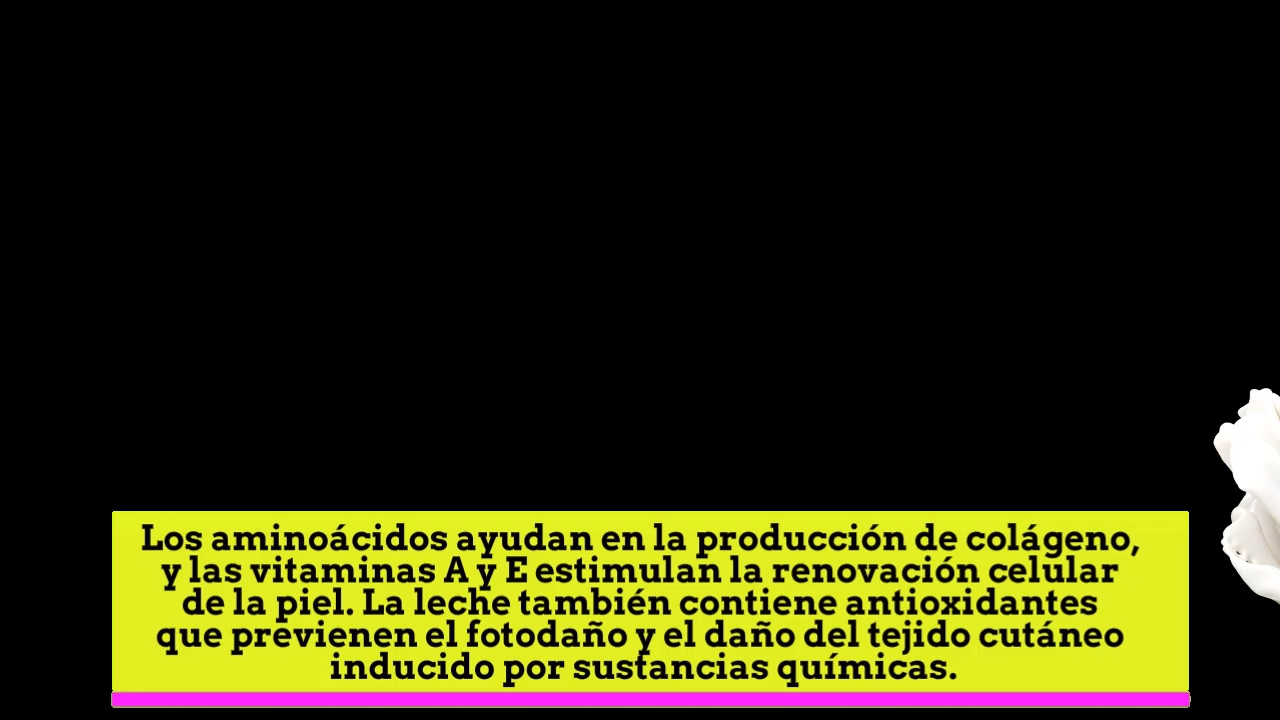 Los aminoácidos ayudan en la producción de colágeno,
y las vitaminas A y E estimulan la renovación celular
de la piel. La leche también contiene antioxidantes
que previenen el fotodaño y el daño del tejido cutáneo
inducido por sustancias químicas.